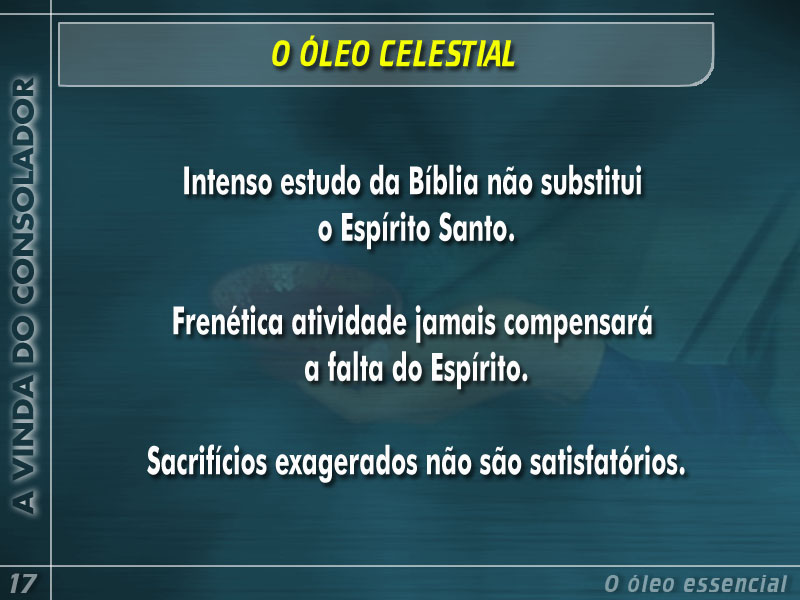 O ÓLEO CELESTIAL
A VINDA DO CONSOLADOR
Intenso estudo da Bíblia não substitui
o Espírito Santo.
Frenética atividade jamais compensará
a falta do Espírito.
Sacrifícios exagerados não são satisfatórios.
17
O óleo essencial